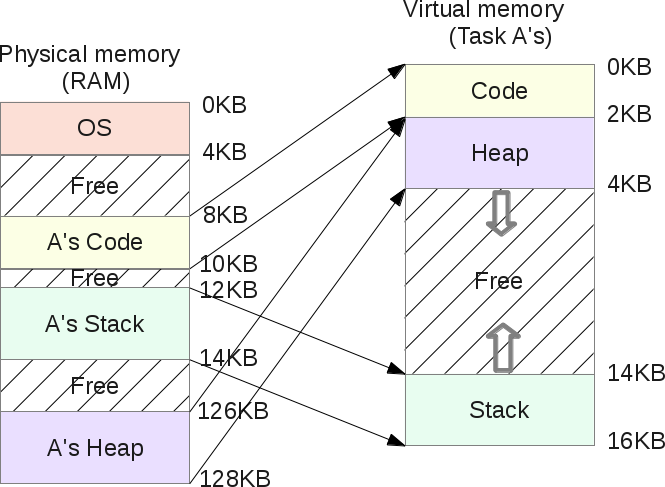 Physical memory
(RAM)
0KB
OS
4KB
Free
8KB
A's Code
10KB
Free
12KB
A's Stack
14KB
Free
126KB
A's Heap
128KB
Virtual memory
(Task A's)
0KB
Code
2KB
Heap
4KB
Free
14KB
Stack
16KB